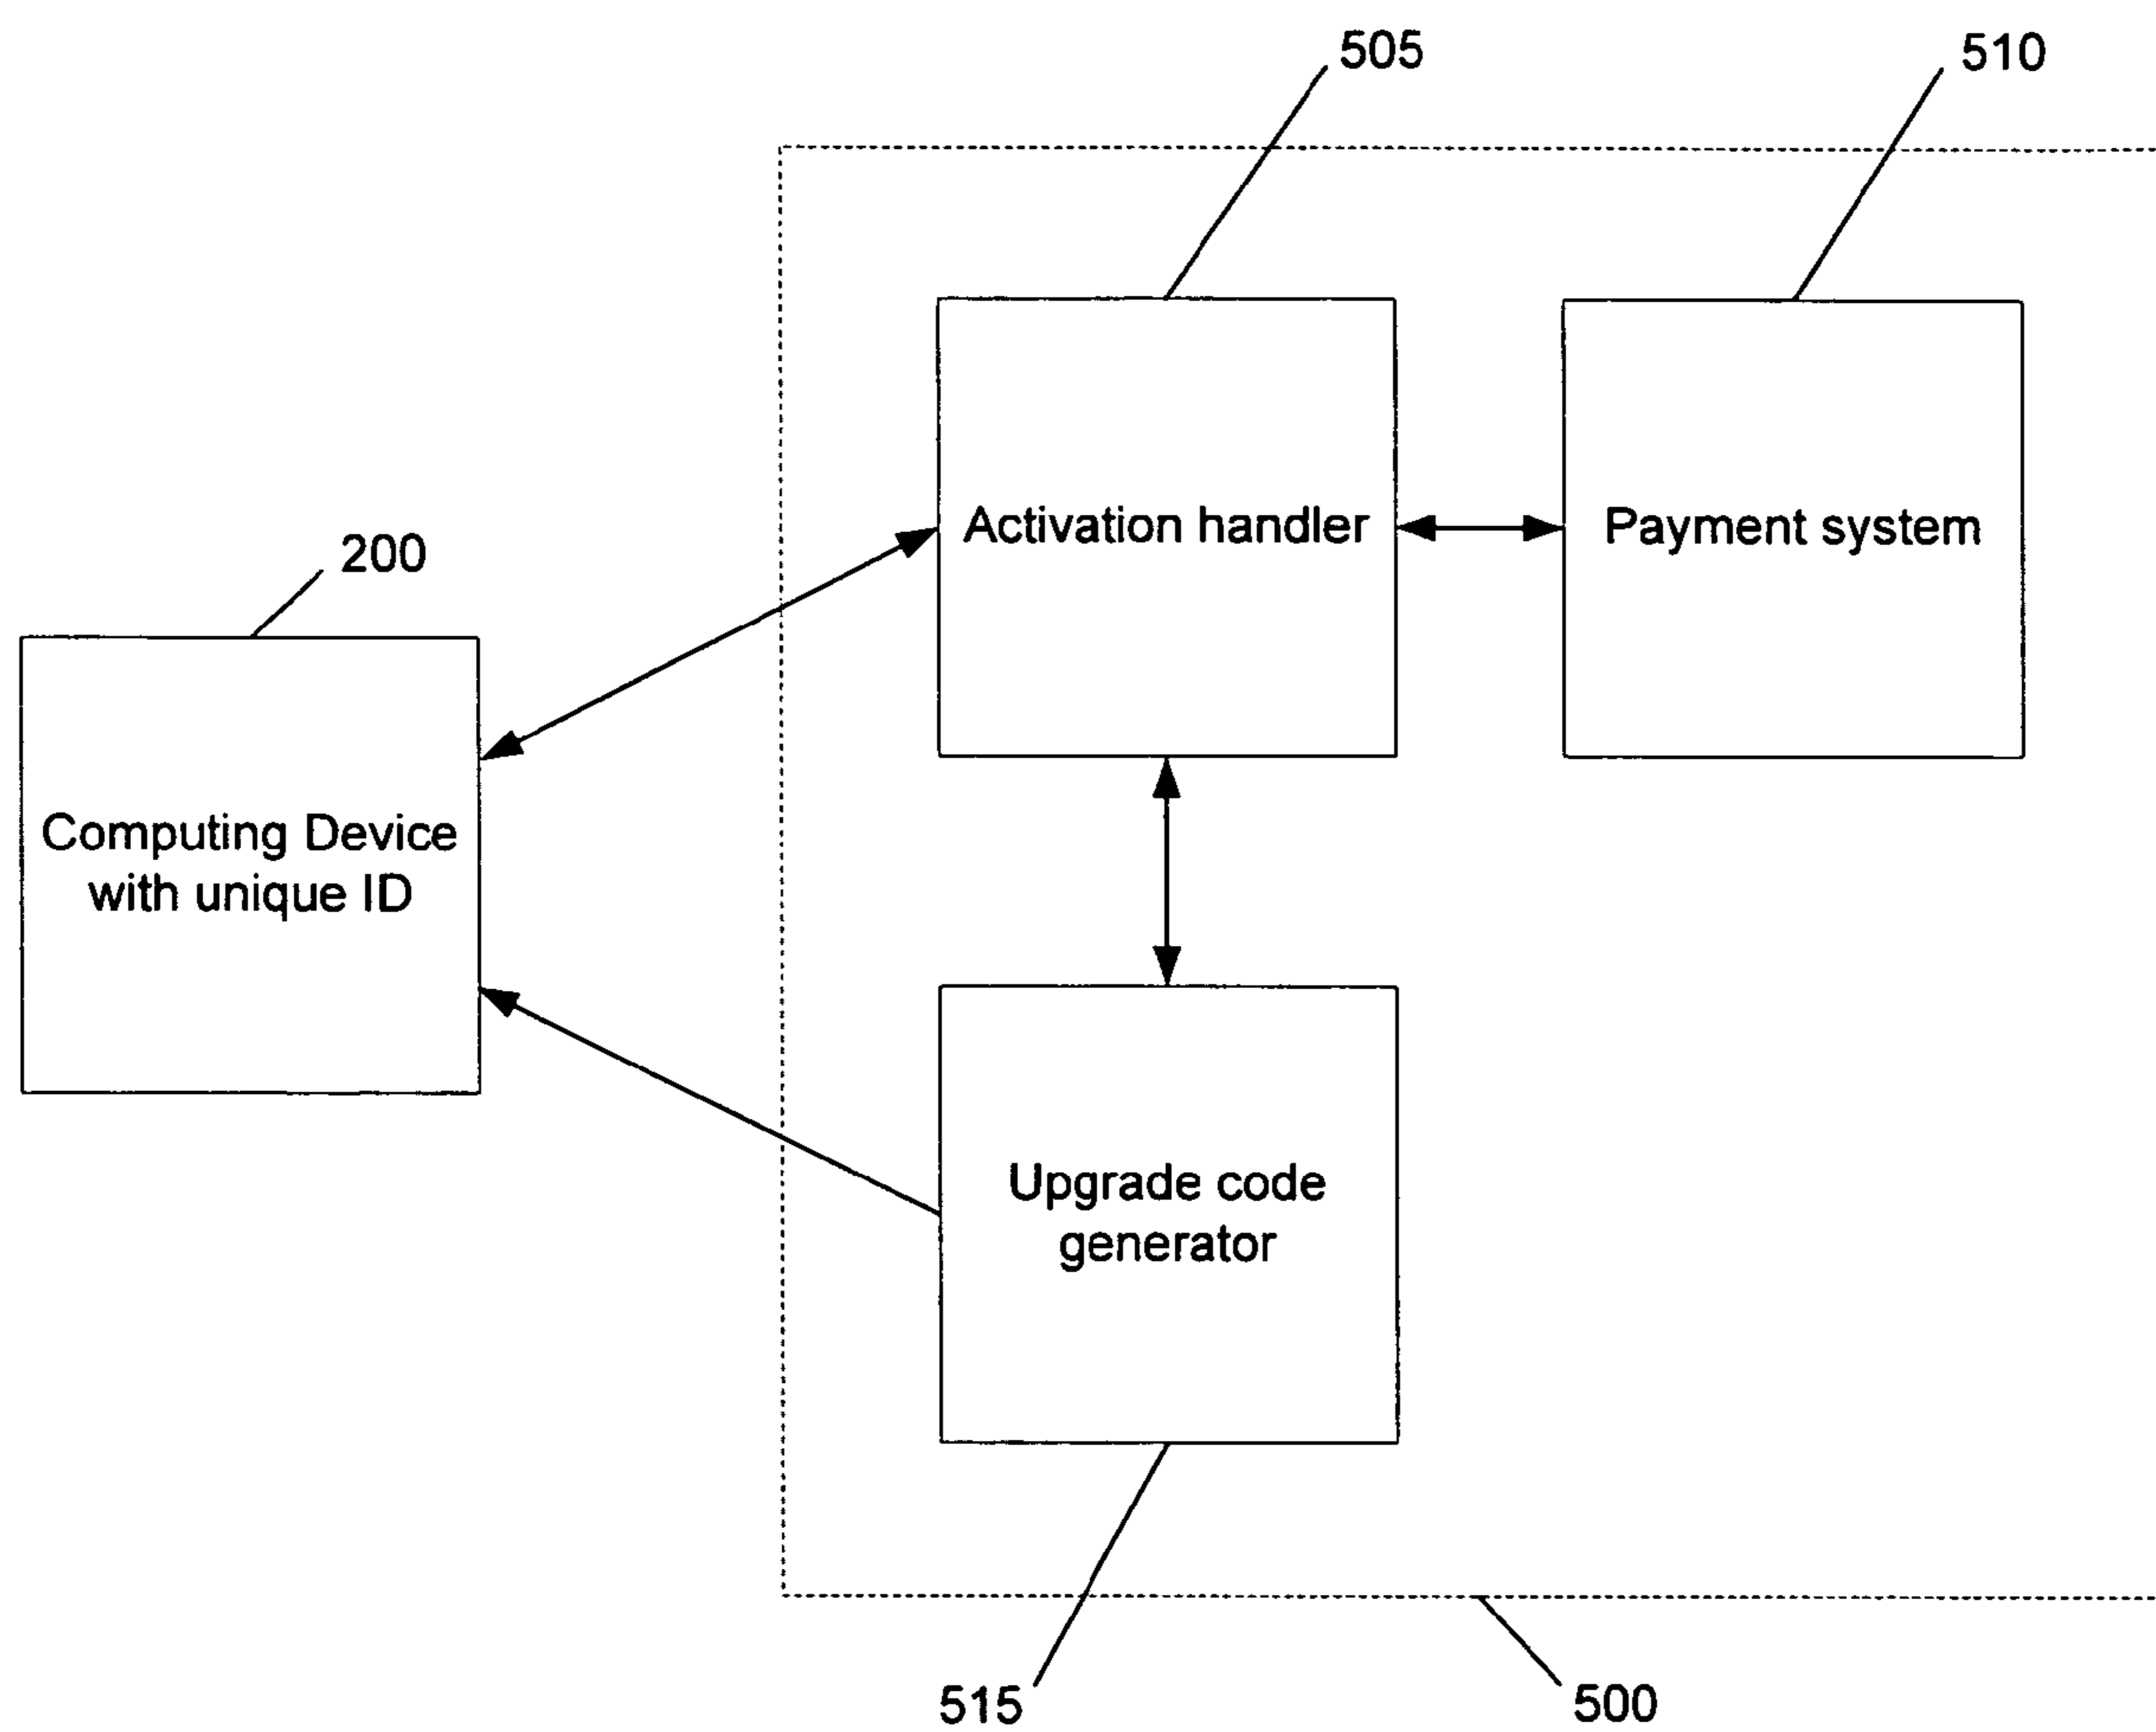 505
510
200
Activation handler
Payment system
Computing Device
with unique ID
Upgrade code
generator
515
500